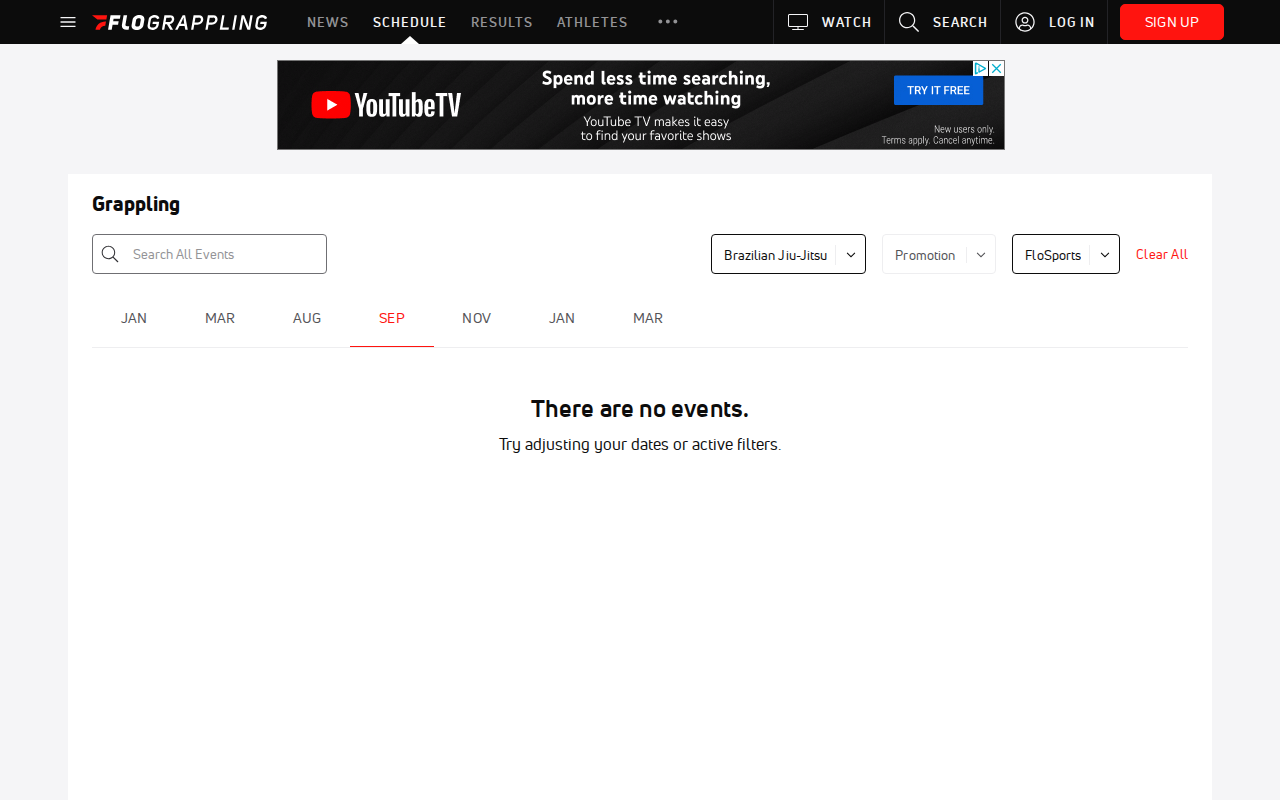 FLOGRAPPLING NEWS SCHEDULE RESULTS ATHLETES ••• WATCH SEARCH LOG IN SIGN UP
YouTubeTV
Spend less time searching,
more time watching
YouTube TV makes it easy
to find your favorite shows
TRY IT FREE
New users only.
Terms apply. Cancel anytime.
Grappling
Search All Events Brazilian Jiu-Jitsu Promotion FloSports Clear All
JAN MAR AUG SEP NOV JAN MAR
There are no events.
Try adjusting your dates or active filters.